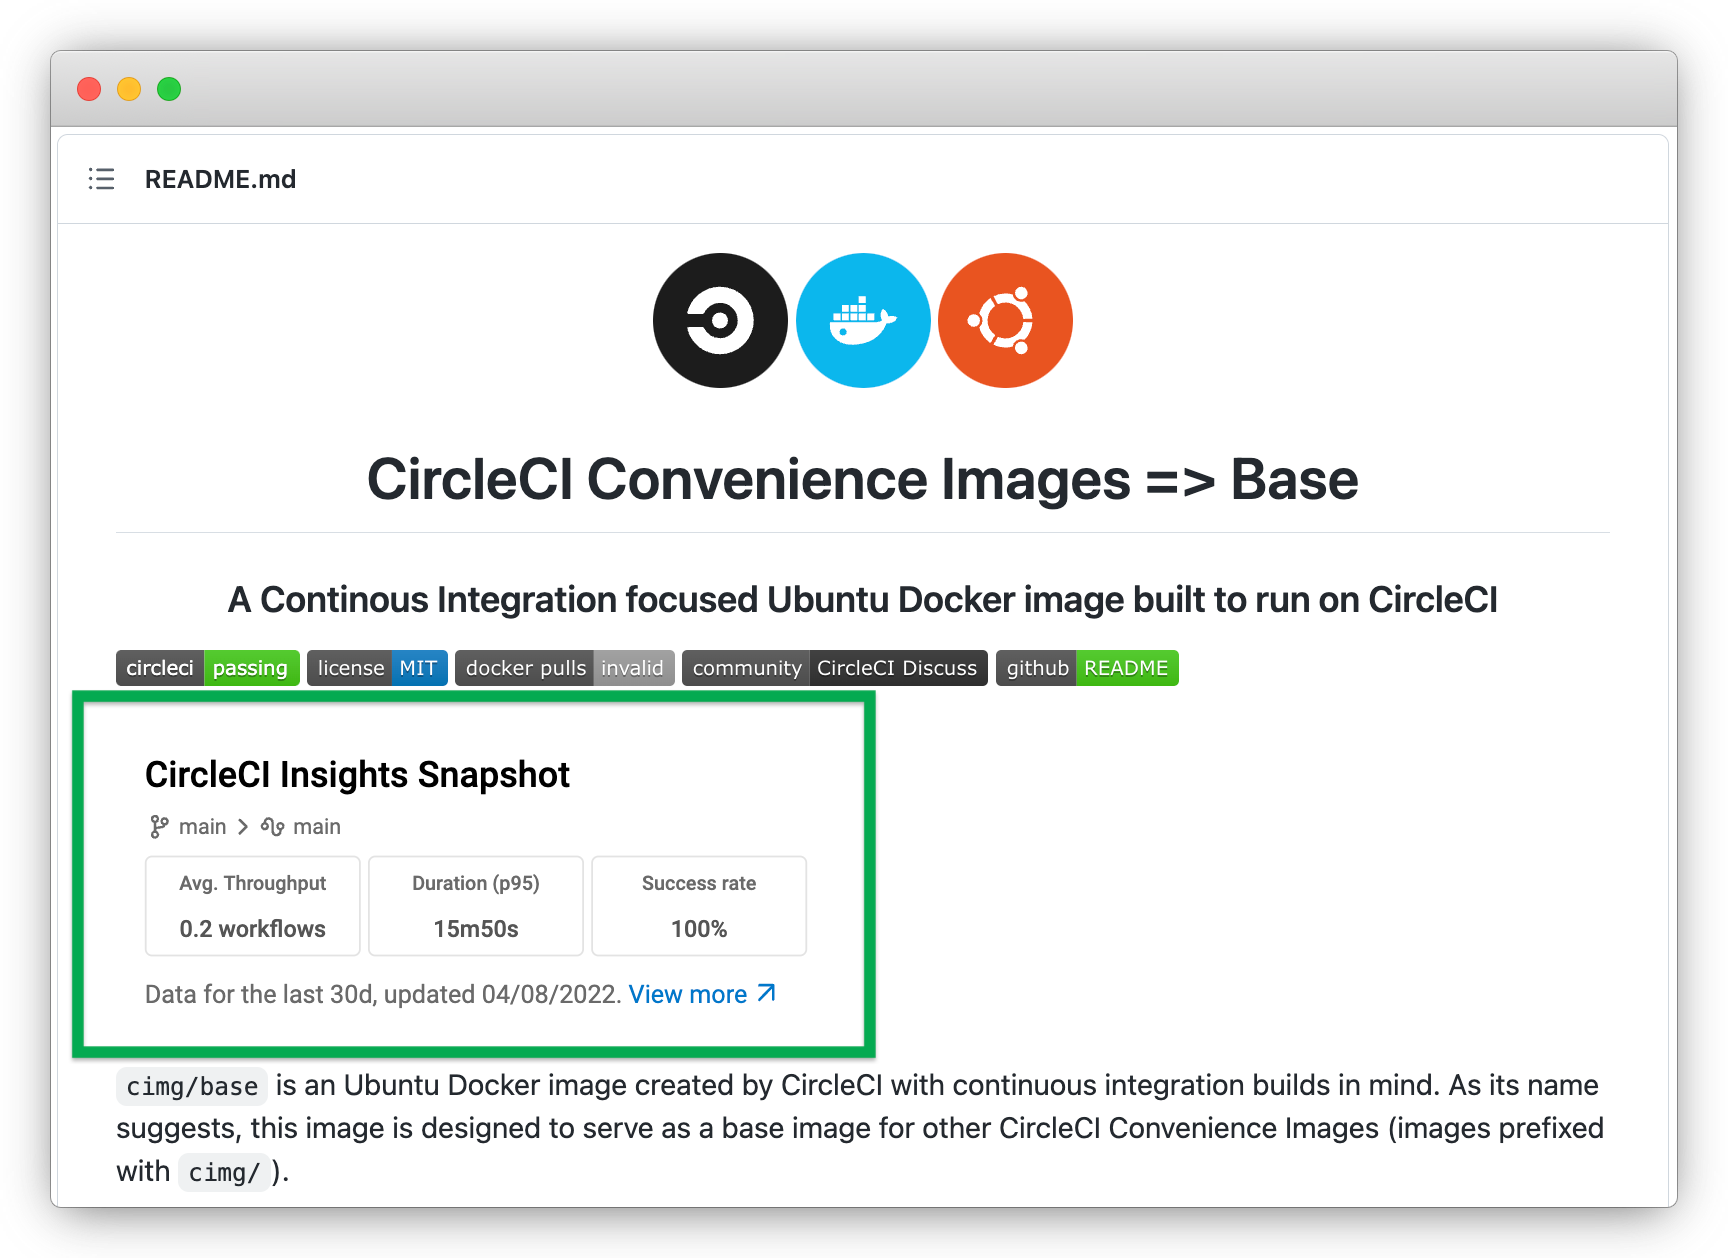 README.md
CircleCI Convenience Images => Base
A Continous Integration focused Ubuntu Docker image built to run on CircleCI
circleci passing license MIT docker pulls invalid community CircleCI Discuss github README
CircleCI Insights Snapshot
main > main
Avg. Throughput Duration (p95) Success rate
0.2 workflows 15m50s 100%
Data for the last 30d, updated 04/08/2022. View more
cimg/base is an Ubuntu Docker image created by CircleCI with continuous integration builds in mind. As its name
suggests, this image is designed to serve as a base image for other CircleCI Convenience Images (images prefixed
with cimg/ ).